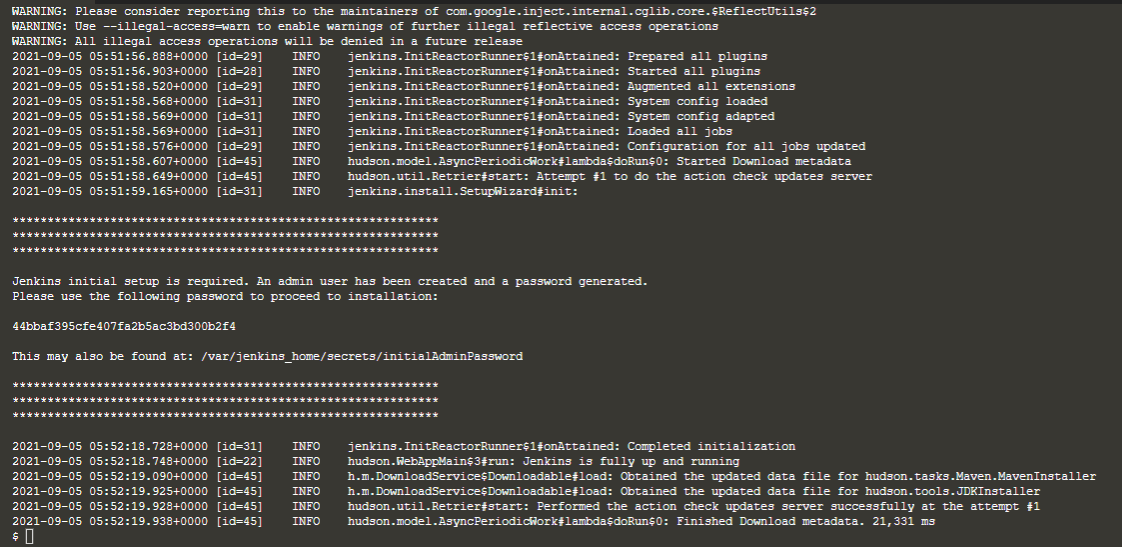 WARNING: Please consider reporting this to the maintainers of com.google.inject.internal.cglib.core.$ReflectUtils$2
WARNING: Use --illegal-access=warn to enable warnings of further illegal reflective access operations
WARNING: All illegal access operations will be denied in a future release
2021-09-05 05:51:56.888+0000 [id=29]	INFO	jenkins.InitReactorRunner$1#onAttained: Prepared all plugins
2021-09-05 05:51:56.903+0000 [id=28]	INFO	jenkins.InitReactorRunner$1#onAttained: Started all plugins
2021-09-05 05:51:58.520+0000 [id=29]	INFO	jenkins.InitReactorRunner$1#onAttained: Augmented all extensions
2021-09-05 05:51:58.568+0000 [id=31]	INFO	jenkins.InitReactorRunner$1#onAttained: System config loaded
2021-09-05 05:51:58.569+0000 [id=31]	INFO	jenkins.InitReactorRunner$1#onAttained: System config adapted
2021-09-05 05:51:58.569+0000 [id=31]	INFO	jenkins.InitReactorRunner$1#onAttained: Loaded all jobs
2021-09-05 05:51:58.576+0000 [id=29]	INFO	jenkins.InitReactorRunner$1#onAttained: Configuration for all jobs updated
2021-09-05 05:51:58.607+0000 [id=45]	INFO	hudson.model.AsyncPeriodicWork#lambda$doRun$0: Started Download metadata
2021-09-05 05:51:58.649+0000 [id=45]	INFO	hudson.util.Retrier#start: Attempt #1 to do the action check updates server
2021-09-05 05:51:59.165+0000 [id=31]	INFO	jenkins.install.SetupWizard#init:
*************************************************************
*************************************************************
*************************************************************
Jenkins initial setup is required. An admin user has been created and a password generated.
Please use the following password to proceed to installation:
44bbaf395cfe407fa2b5ac3bd300b2f4
This may also be found at: /var/jenkins_home/secrets/initialAdminPassword
*************************************************************
*************************************************************
*************************************************************
2021-09-05 05:52:18.728+0000 [id=31]	INFO	jenkins.InitReactorRunner$1#onAttained: Completed initialization
2021-09-05 05:52:18.748+0000 [id=22]	INFO	hudson.WebAppMain$3#run: Jenkins is fully up and running
2021-09-05 05:52:19.090+0000 [id=45]	INFO	h.m.DownloadService$Downloadable#load: Obtained the updated data file for hudson.tasks.Maven.MavenInstaller
2021-09-05 05:52:19.925+0000 [id=45]	INFO	h.m.DownloadService$Downloadable#load: Obtained the updated data file for hudson.tools.JDKInstaller
2021-09-05 05:52:19.928+0000 [id=45]	INFO	hudson.util.Retrier#start: Performed the action check updates server successfully at the attempt #1
2021-09-05 05:52:19.938+0000 [id=45]	INFO	hudson.model.AsyncPeriodicWork#lambda$doRun$0: Finished Download metadata. 21,331 ms
$